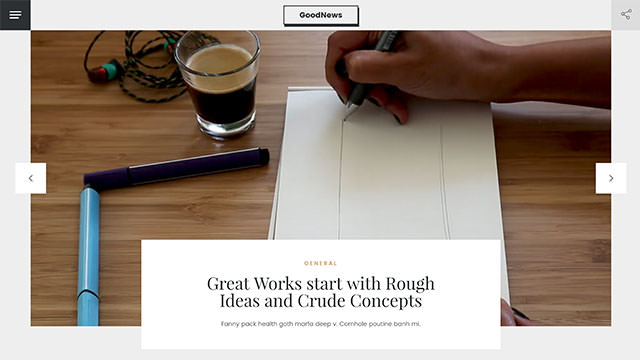 GoodNews
GENERAL
Great Works start with Rough
Ideas and Crude Concepts
Fanny pack health goth marfa deep v. Cornhole poutine banh mi.